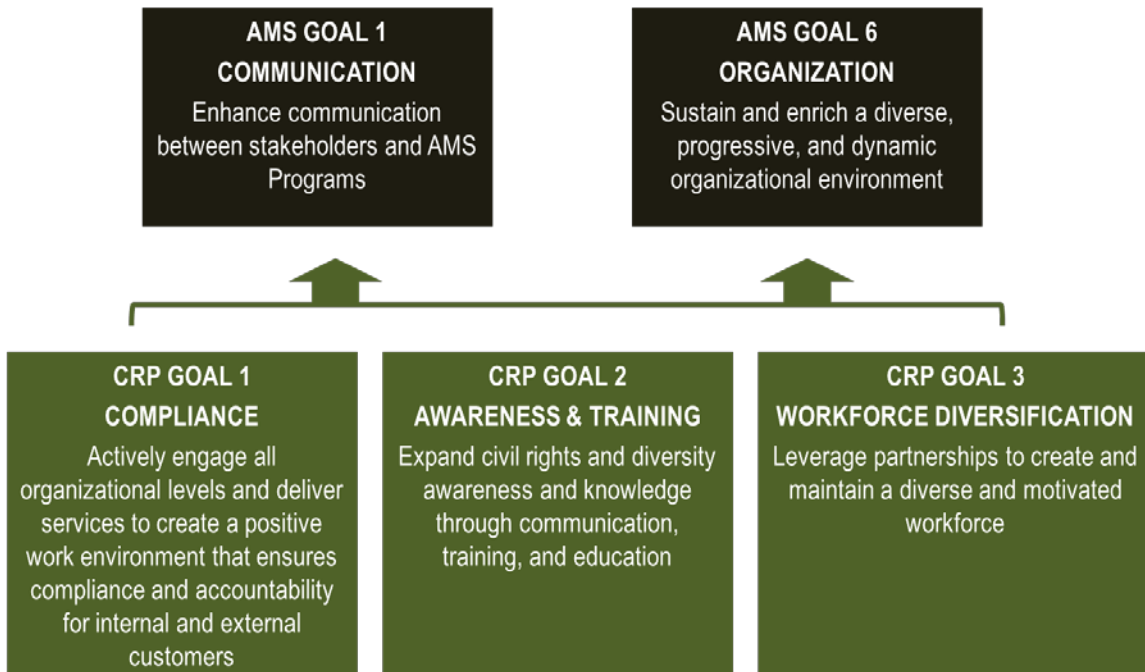 AMS GOAL 1
COMMUNICATION
Enhance communication
between stakeholders and AMS
Programs
AMS GOAL 6
ORGANIZATION
Sustain and enrich a diverse,
progressive, and dynamic
organizational environment
CRP GOAL 1
COMPLIANCE
Actively engage all
organizational levels and deliver
services to create a positive
work environment that ensures
compliance and accountability
for internal and external
customers
CRP GOAL 2
AWARENESS & TRAINING
Expand civil rights and diversity
awareness and knowledge
through communication,
training, and education
CRP GOAL 3
WORKFORCE DIVERSIFICATION
Leverage partnerships to create and
maintain a diverse and motivated
workforce